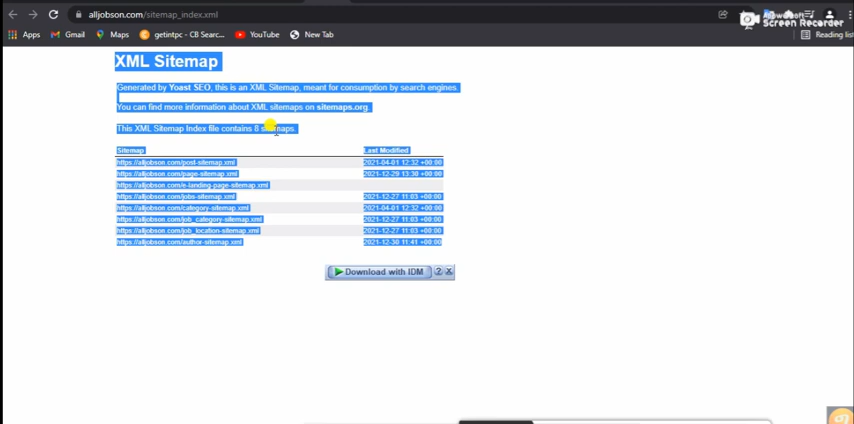 alljobson.com/sitemap_index.xml
Screen Recorder
Apps Gmail Maps getintpc - CB Searc... YouTube New Tab Reading list
XML Sitemap
Generated by Yoast SEO, this is an XML Sitemap, meant for consumption by search engines.
You can find more information about XML sitemaps on sitemaps.org.
This XML Sitemap Index file contains 8 sitemaps.
Sitemap Last Modified
https://alljobson.com/post-sitemap.xml 2021-04-01 12:32 +00:00
https://alljobson.com/page-sitemap.xml 2021-12-29 13:30 +00:00
https://alljobson.com/e-landing-page-sitemap.xml
https://alljobson.com/jobs-sitemap.xml 2021-12-27 11:03 +00:00
https://alljobson.com/category-sitemap.xml 2021-04-01 12:32 +00:00
https://alljobson.com/job_category-sitemap.xml 2021-12-27 11:03 +00:00
https://alljobson.com/job_location-sitemap.xml 2021-12-27 11:03 +00:00
https://alljobson.com/author-sitemap.xml 2021-12-30 11:41 +00:00
Download with IDM ? X